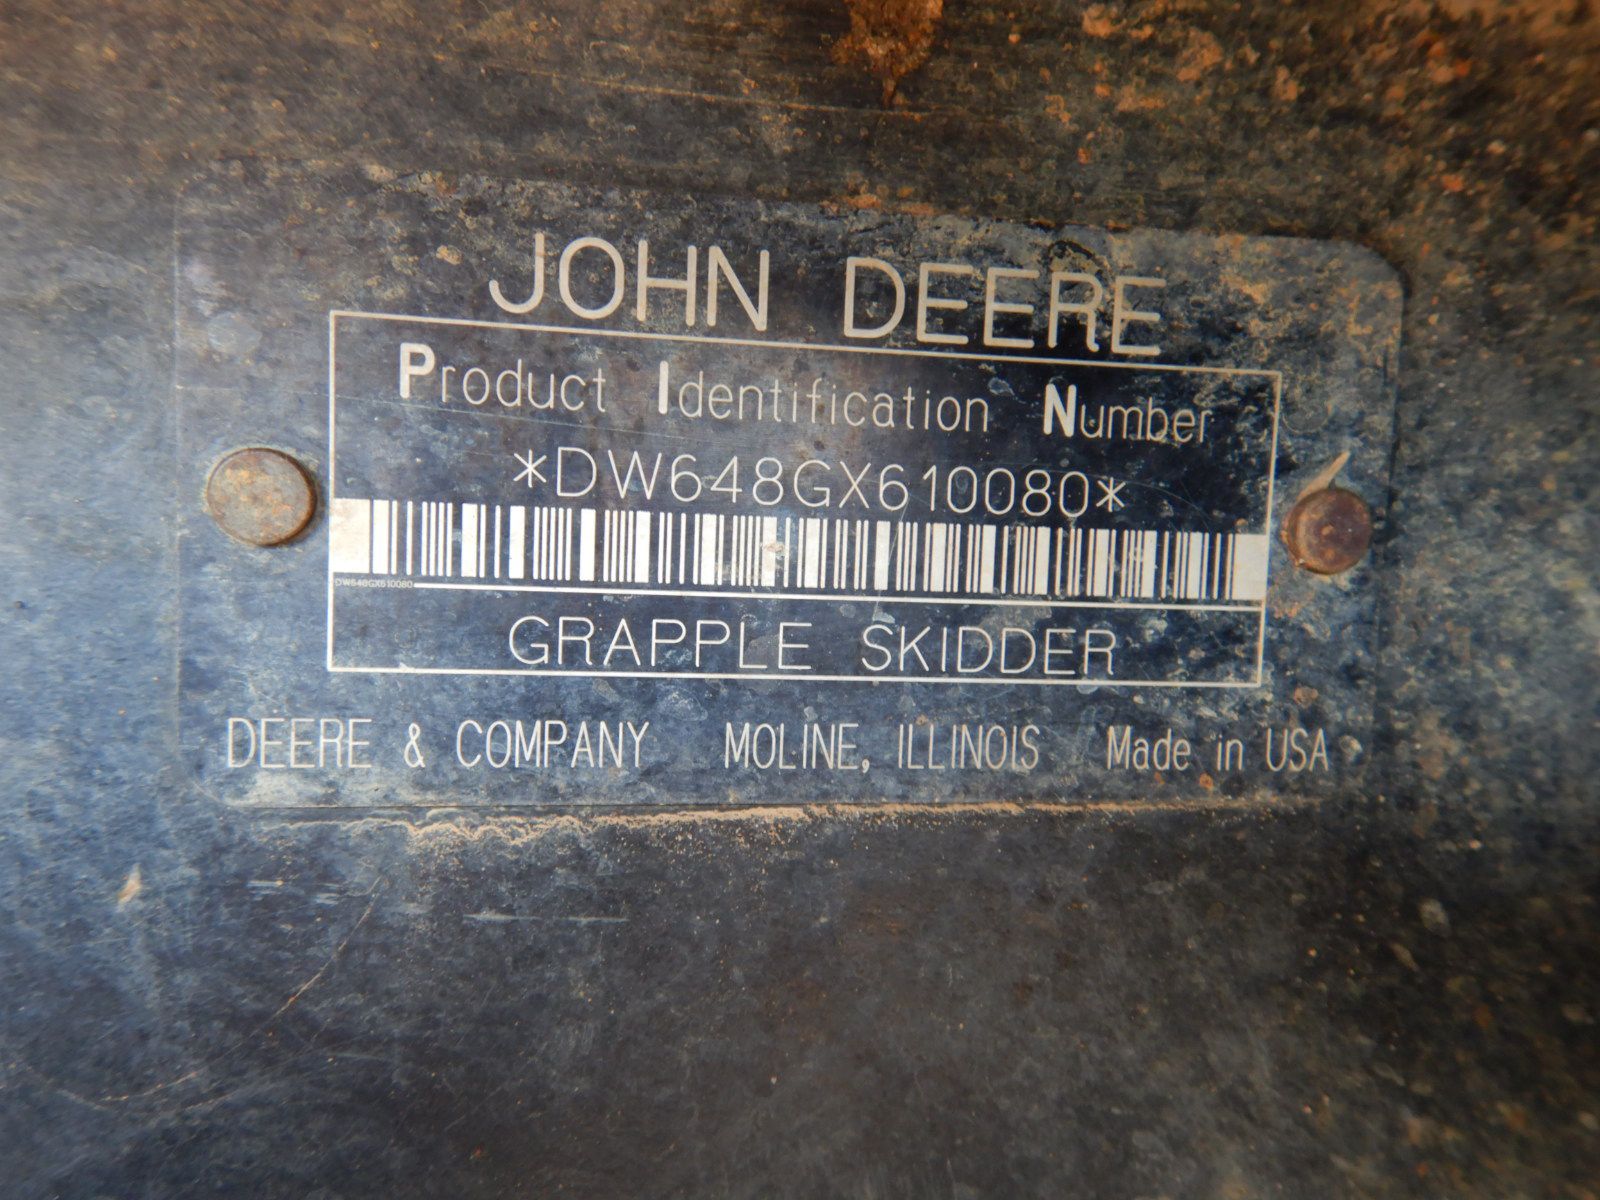 JOHN DEERE
Product Identification Number
*DW648GX610080*
DW648GX610080
GRAPPLE SKIDDER
DEERE & COMPANY MOLINE, ILLINOIS Made in USA